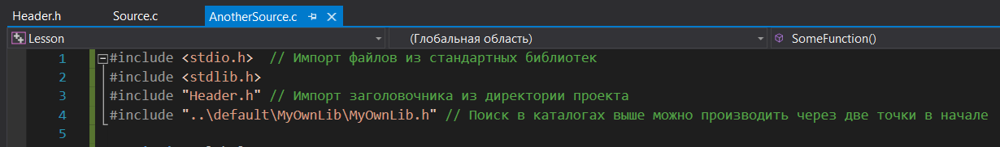 Header.h Source.c AnotherSource.c
Lesson (Глобальная область) SomeFunction()
1 #include <stdio.h> // Импорт файлов из стандартных библиотек
2 #include <stdlib.h>
3 #include "Header.h" // Импорт заголовочника из директории проекта
4 #include "..\default\MyOwnLib\MyOwnLib.h" // Поиск в каталогах выше можно производить через две точки в начале
5